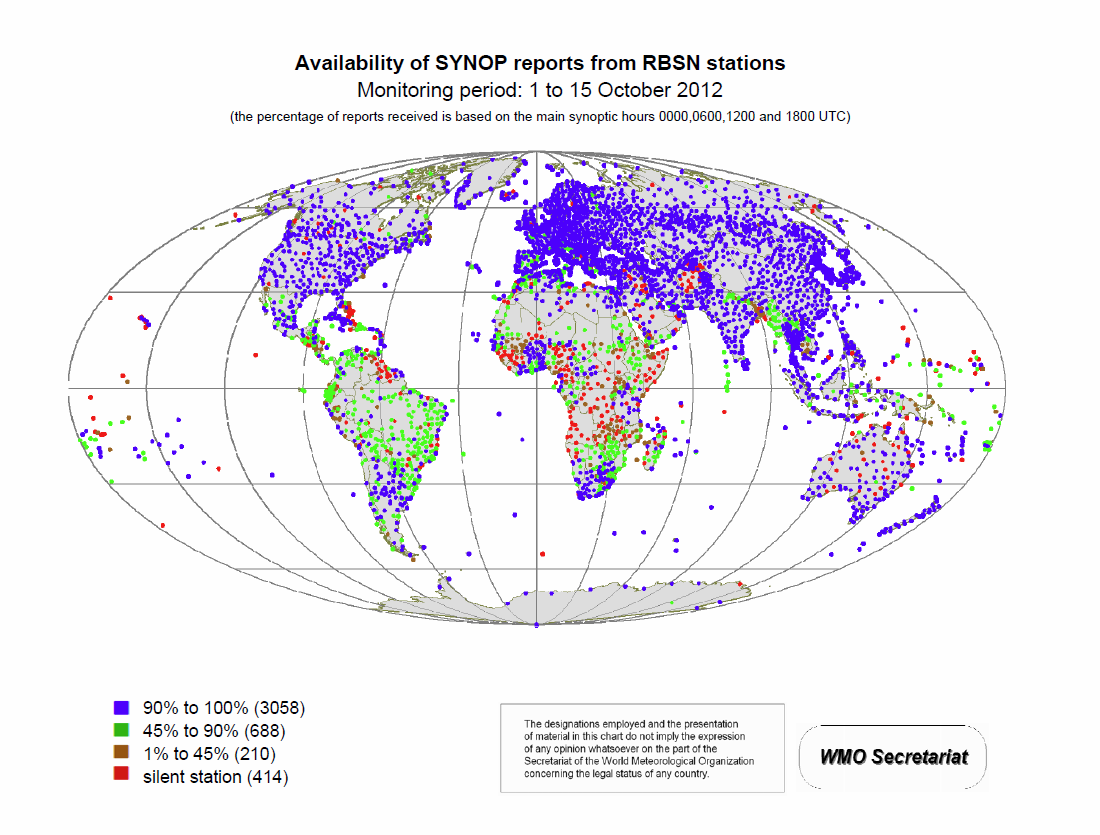 Availability of SYNOP reports from RBSN stations
Monitoring period: 1 to 15 October 2012
(the percentage of reports received is based on the main synoptic hours 0000,0600,1200 and 1800 UTC)
90% to 100% (3058)
45% to 90% (688)
1% to 45% (210)
silent station (414)
The designations employed and the presentation
of material in this chart do not imply the expression
of any opinion whatsoever on the part of the
Secretariat of the World Meteorological Organization
concerning the legal status of any country.
WMO Secretariat